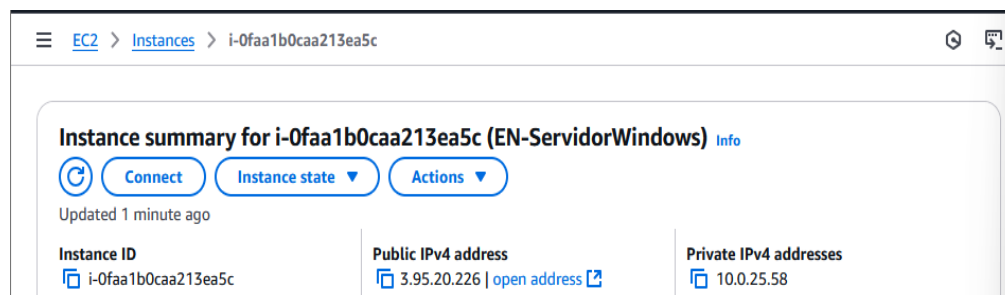 EC2 > Instances > i-0faa1b0caa213ea5c
Instance summary for i-0faa1b0caa213ea5c (EN-ServidorWindows) Info
Connect Instance state ▼ Actions ▼
Updated 1 minute ago
Instance ID Public IPv4 address Private IPv4 addresses
i-0faa1b0caa213ea5c 3.95.20.226 | open address 10.0.25.58